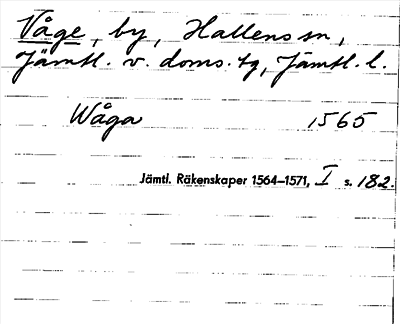 Våge, by, Hallens sn,
Jämtl. v. doms. tg, Jämtl. l.
Wåga 1565
Jämtl. Räkenskaper 1564–1571, I s. 182.